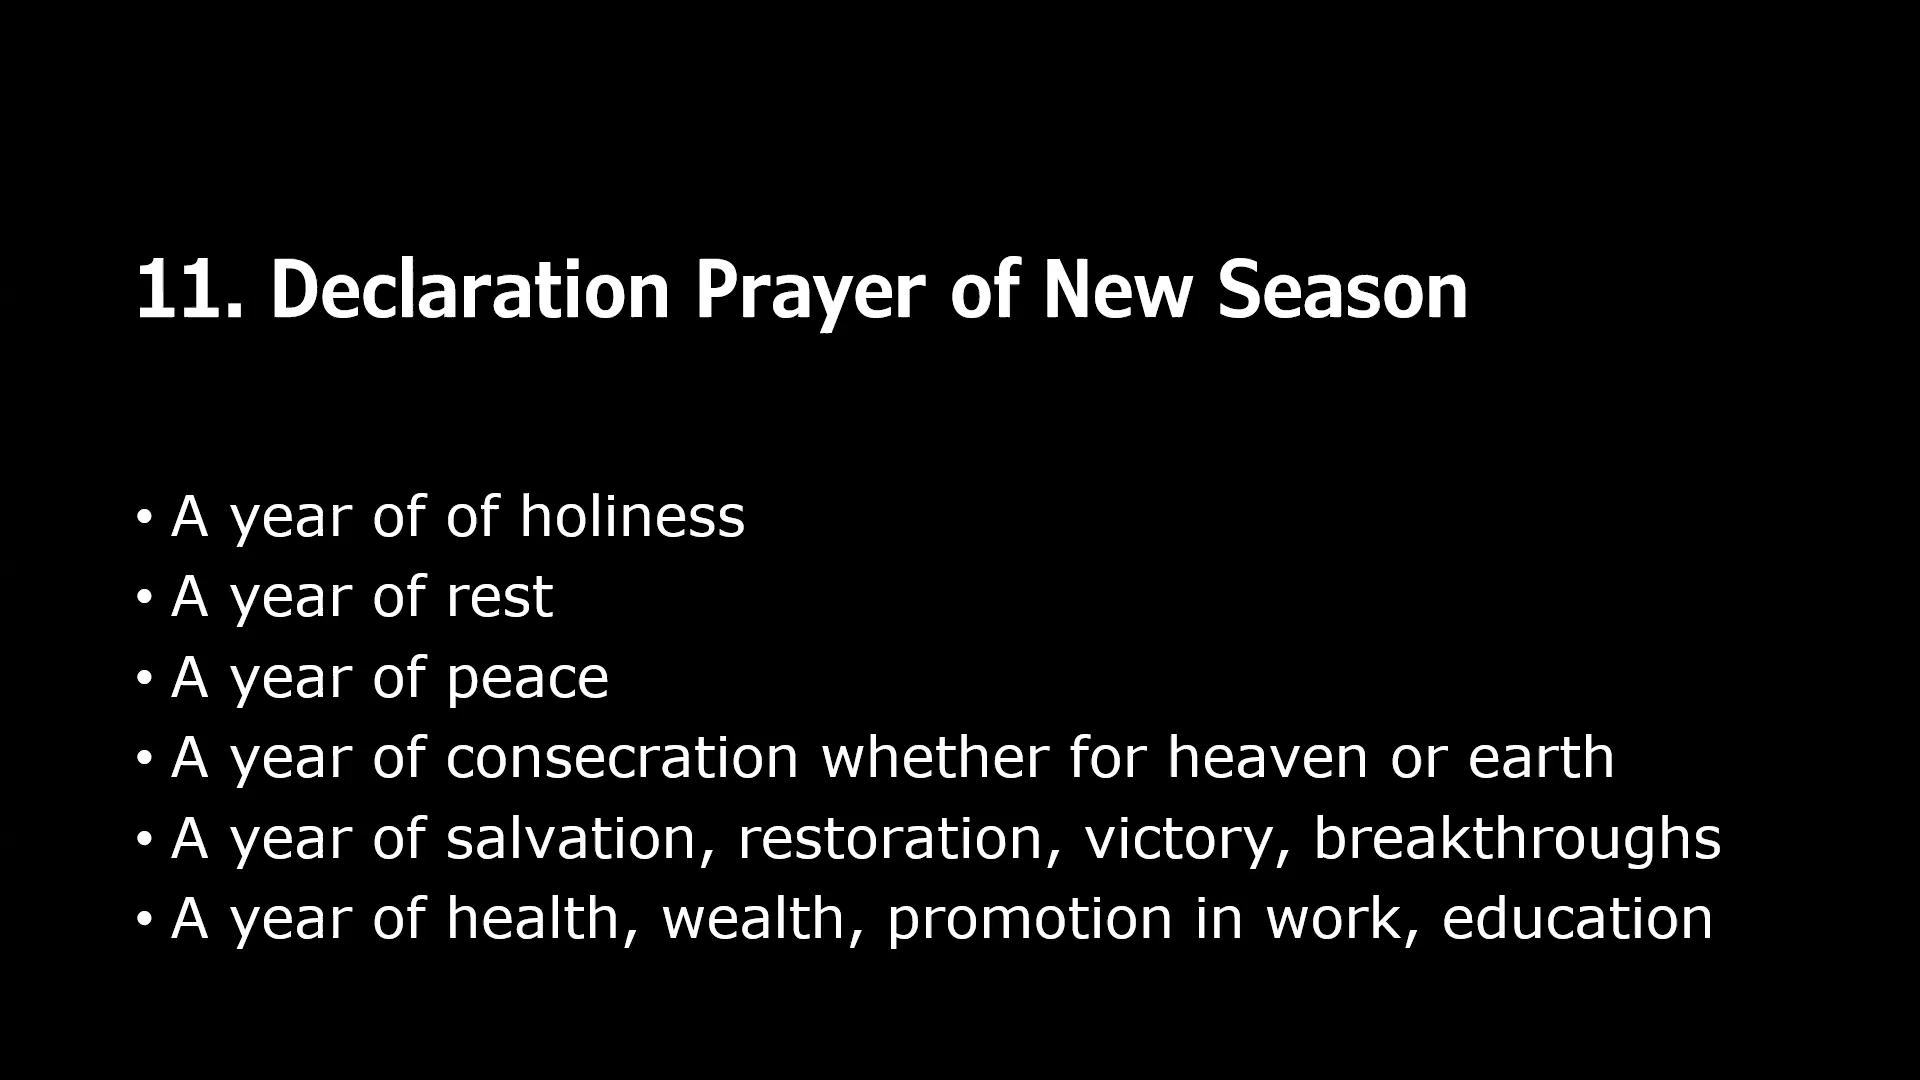 11. Declaration Prayer of New Season
• A year of of holiness
• A year of rest
• A year of peace
• A year of consecration whether for heaven or earth
• A year of salvation, restoration, victory, breakthroughs
• A year of health, wealth, promotion in work, education